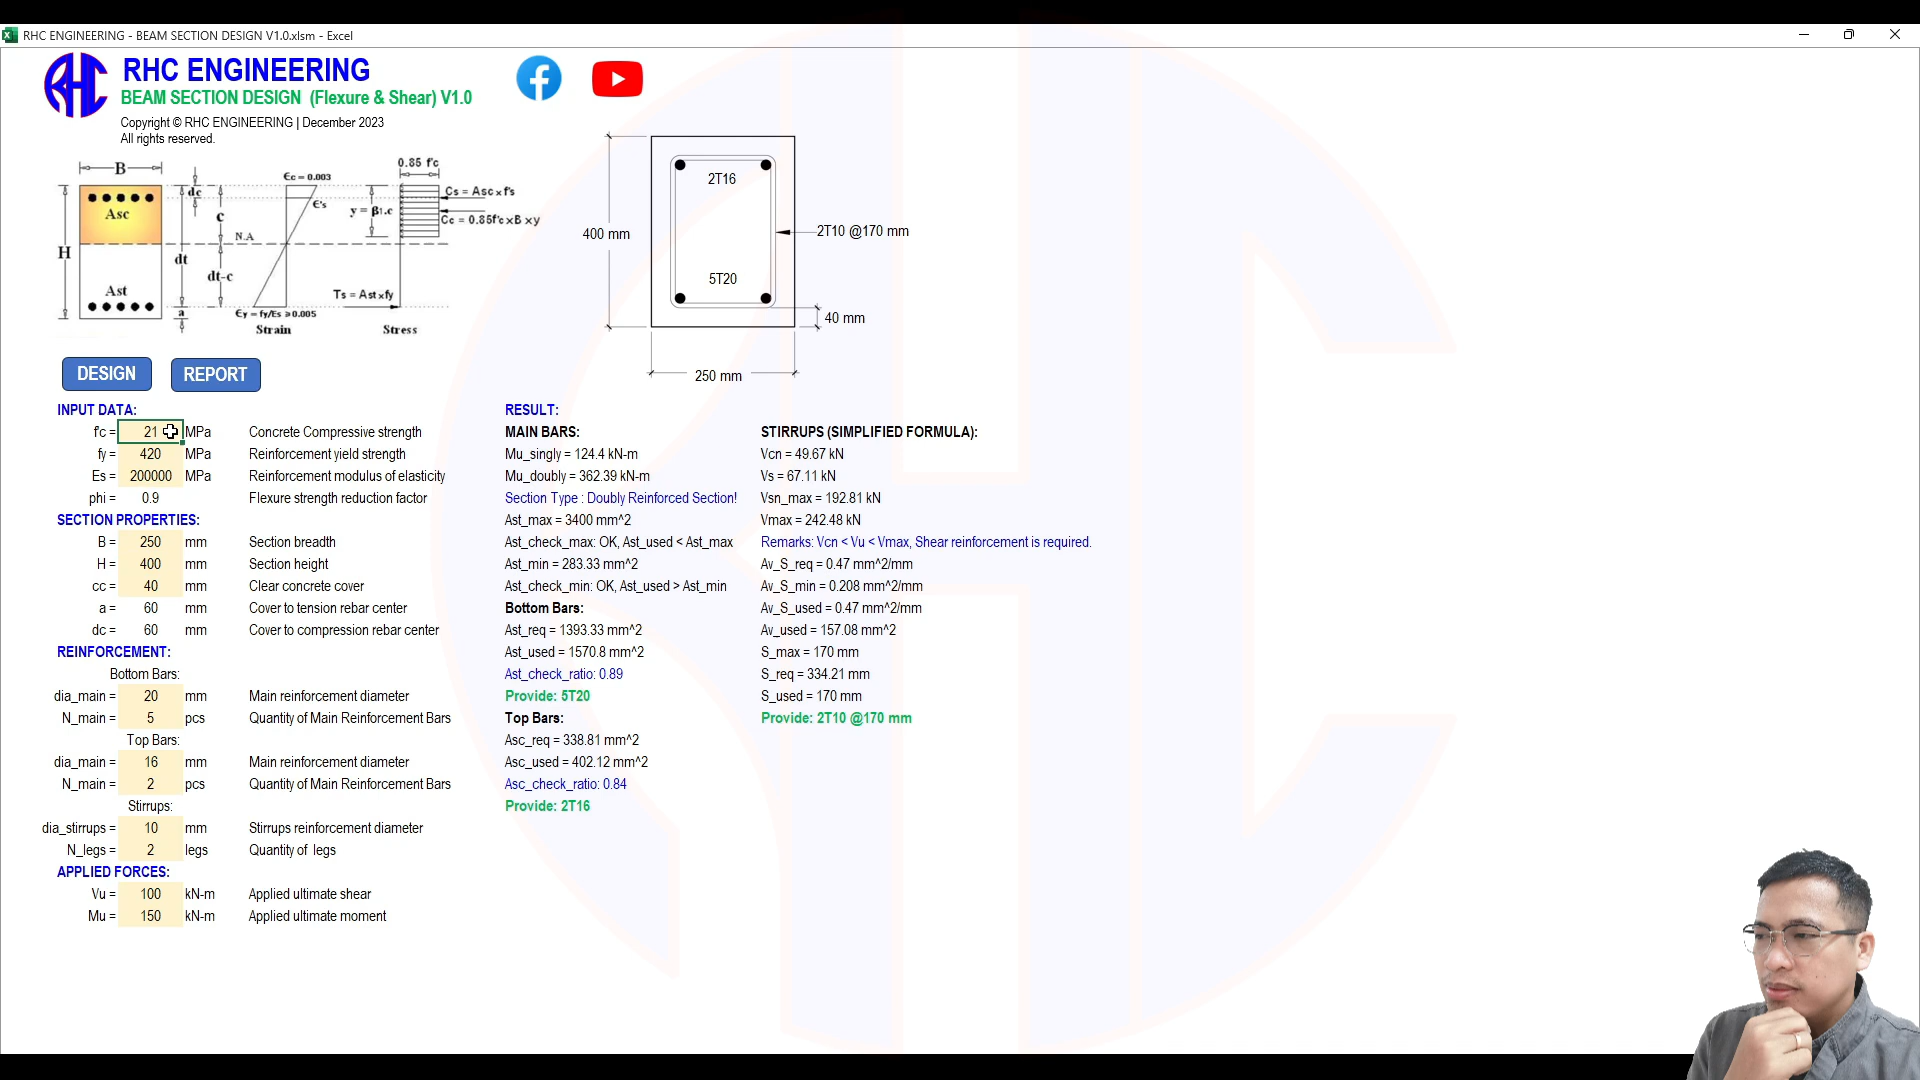 RHC ENGINEERING - BEAM SECTION DESIGN V1.0.xlsm - Excel
RHC ENGINEERING
BEAM SECTION DESIGN (Flexure & Shear) V1.0
Copyright © RHC ENGINEERING | December 2023
All rights reserved.
B
dc
Asc
c
H
N.A
dt
dt-c
Ast
a
Єc = 0.003
Є's
Єy = fy/Es ≥ 0.005
Strain
0.85 f'c
Cs = Asc x f's
y = β1.c
Cc = 0.85f'c x B x y
Ts = Ast x fy
Stress
2T16
400 mm
2T10 @170 mm
5T20
40 mm
250 mm
DESIGN
REPORT
INPUT DATA:
f'c = 21 MPa Concrete Compressive strength
fy = 420 MPa Reinforcement yield strength
Es = 200000 MPa Reinforcement modulus of elasticity
phi = 0.9 Flexure strength reduction factor
SECTION PROPERTIES:
B = 250 mm Section breadth
H = 400 mm Section height
cc = 40 mm Clear concrete cover
a = 60 mm Cover to tension rebar center
dc = 60 mm Cover to compression rebar center
REINFORCEMENT:
Bottom Bars:
dia_main = 20 mm Main reinforcement diameter
N_main = 5 pcs Quantity of Main Reinforcement Bars
Top Bars:
dia_main = 16 mm Main reinforcement diameter
N_main = 2 pcs Quantity of Main Reinforcement Bars
Stirrups:
dia_stirrups = 10 mm Stirrups reinforcement diameter
N_legs = 2 legs Quantity of legs
APPLIED FORCES:
Vu = 100 kN-m Applied ultimate shear
Mu = 150 kN-m Applied ultimate moment
RESULT:
MAIN BARS:
Mu_singly = 124.4 kN-m
Mu_doubly = 362.39 kN-m
Section Type : Doubly Reinforced Section!
Ast_max = 3400 mm^2
Ast_check_max: OK, Ast_used < Ast_max
Ast_min = 283.33 mm^2
Ast_check_min: OK, Ast_used > Ast_min
Bottom Bars:
Ast_req = 1393.33 mm^2
Ast_used = 1570.8 mm^2
Ast_check_ratio: 0.89
Provide: 5T20
Top Bars:
Asc_req = 338.81 mm^2
Asc_used = 402.12 mm^2
Asc_check_ratio: 0.84
Provide: 2T16
STIRRUPS (SIMPLIFIED FORMULA):
Vcn = 49.67 kN
Vs = 67.11 kN
Vsn_max = 192.81 kN
Vmax = 242.48 kN
Remarks: Vcn < Vu < Vmax, Shear reinforcement is required.
Av_S_req = 0.47 mm^2/mm
Av_S_min = 0.208 mm^2/mm
Av_S_used = 0.47 mm^2/mm
Av_used = 157.08 mm^2
S_max = 170 mm
S_req = 334.21 mm
S_used = 170 mm
Provide: 2T10 @170 mm